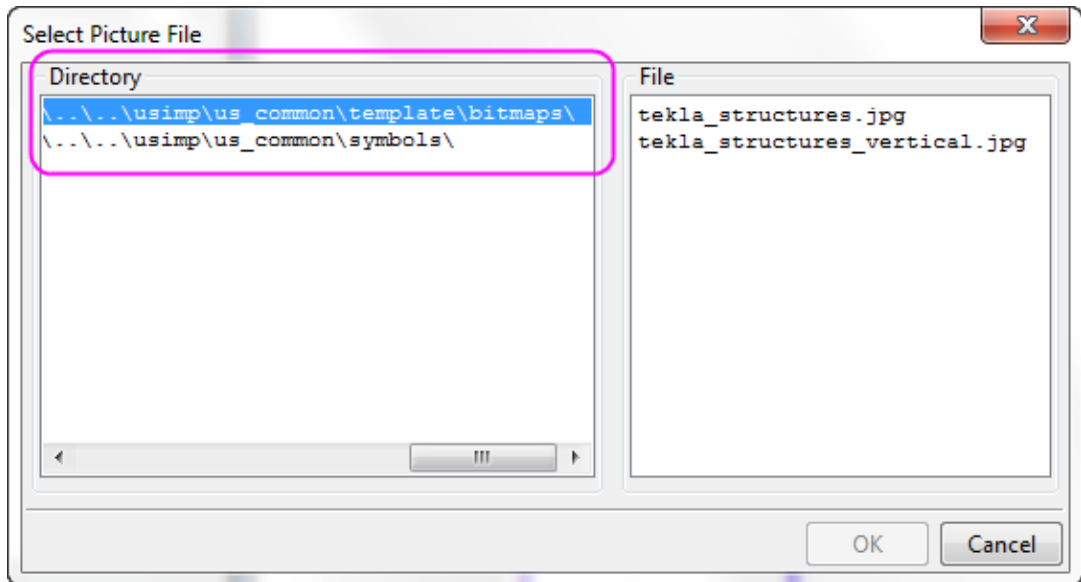 Select Picture File
Directory
\..\..\usimp\us_common\template\bitmaps\
\..\..\usimp\us_common\symbols\
File
tekla_structures.jpg
tekla_structures_vertical.jpg
OK
Cancel